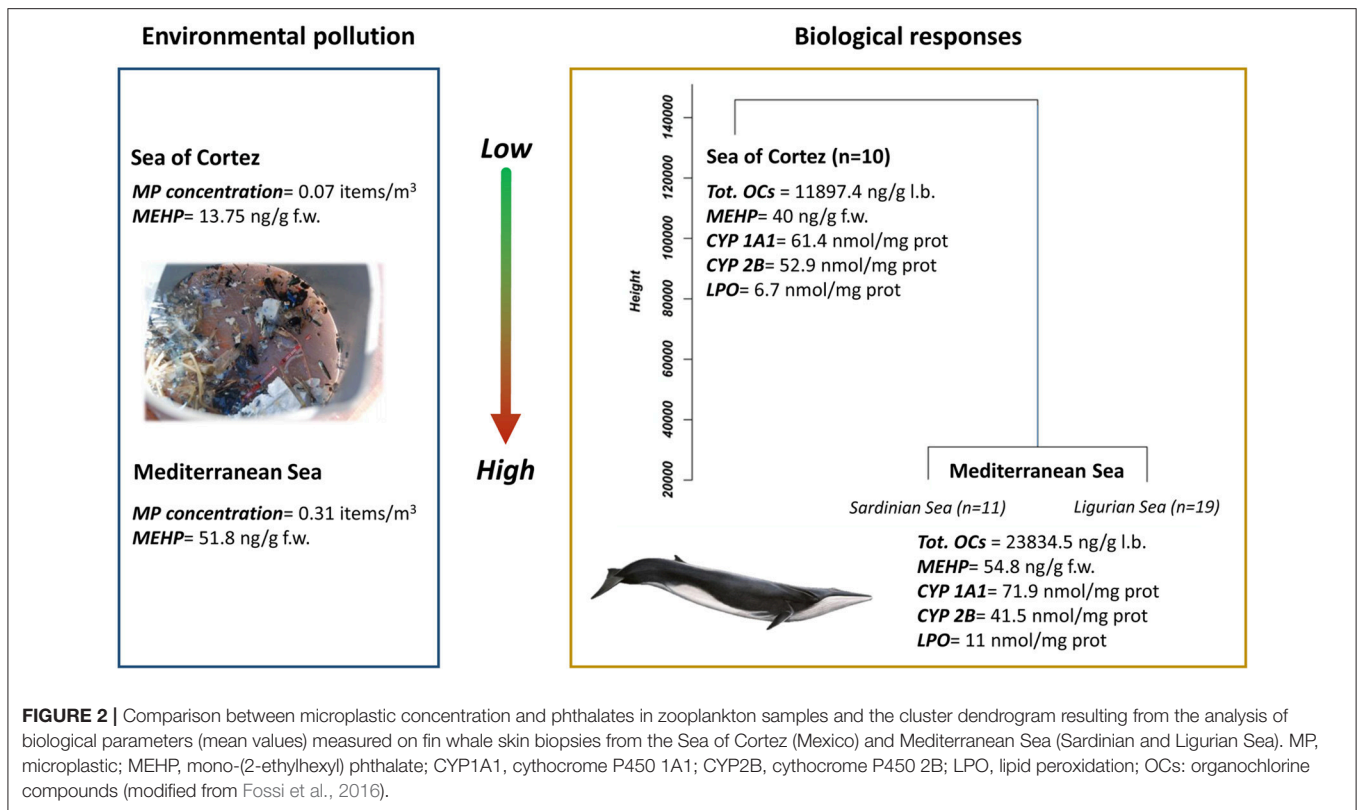 Environmental pollution
Biological responses
Sea of Cortez
MP concentration= 0.07 items/m³
MEHP= 13.75 ng/g f.w.
Mediterranean Sea
MP concentration= 0.31 items/m³
MEHP= 51.8 ng/g f.w.
Low
High
Height
140000
120000
100000
80000
60000
40000
20000
Sea of Cortez (n=10)
Tot. OCs = 11897.4 ng/g l.b.
MEHP= 40 ng/g f.w.
CYP 1A1= 61.4 nmol/mg prot
CYP 2B= 52.9 nmol/mg prot
LPO= 6.7 nmol/mg prot
Mediterranean Sea
Sardinian Sea (n=11)
Ligurian Sea (n=19)
Tot. OCs = 23834.5 ng/g l.b.
MEHP= 54.8 ng/g f.w.
CYP 1A1= 71.9 nmol/mg prot
CYP 2B= 41.5 nmol/mg prot
LPO= 11 nmol/mg prot
FIGURE 2 | Comparison between microplastic concentration and phthalates in zooplankton samples and the cluster dendrogram resulting from the analysis of
biological parameters (mean values) measured on fin whale skin biopsies from the Sea of Cortez (Mexico) and Mediterranean Sea (Sardinian and Ligurian Sea). MP,
microplastic; MEHP, mono-(2-ethylhexyl) phthalate; CYP1A1, cythocrome P450 1A1; CYP2B, cythocrome P450 2B; LPO, lipid peroxidation; OCs: organochlorine
compounds (modified from Fossi et al., 2016).